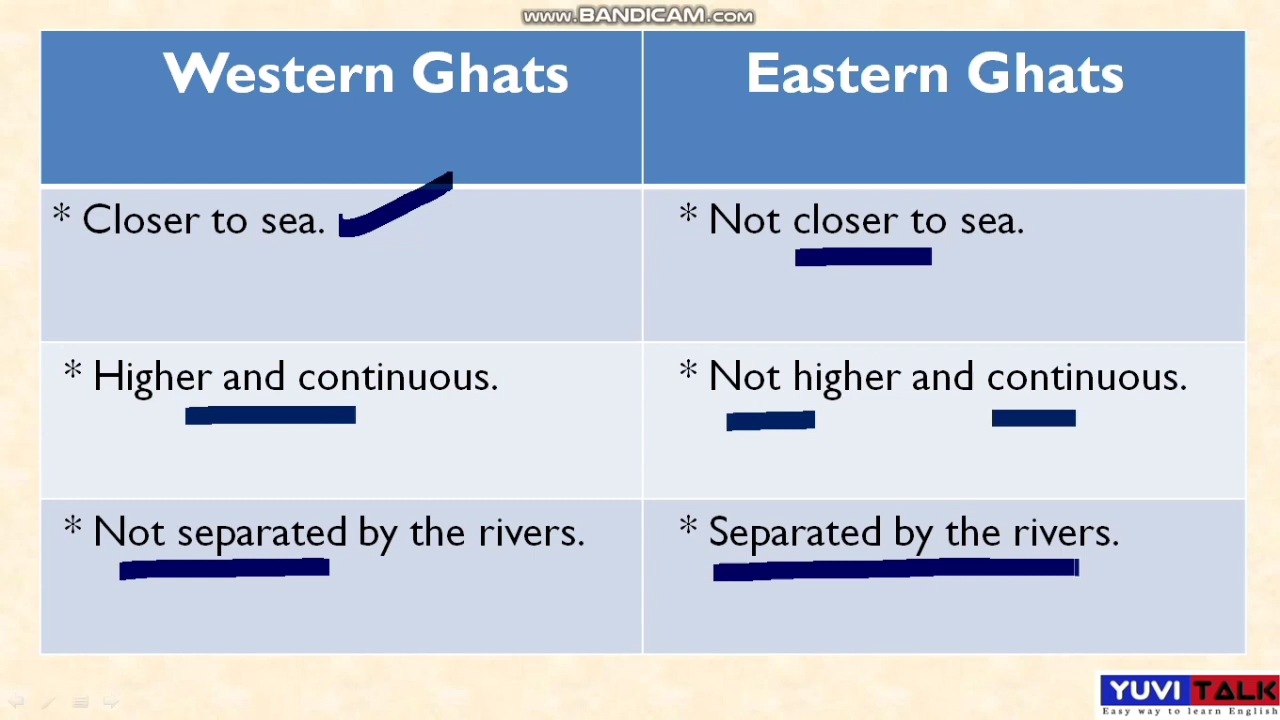 www.BANDICAM.com
Western Ghats
Eastern Ghats
* Closer to sea.
* Not closer to sea.
* Higher and continuous.
* Not higher and continuous.
* Not separated by the rivers.
* Separated by the rivers.
YUVI TALK
Easy way to learn English